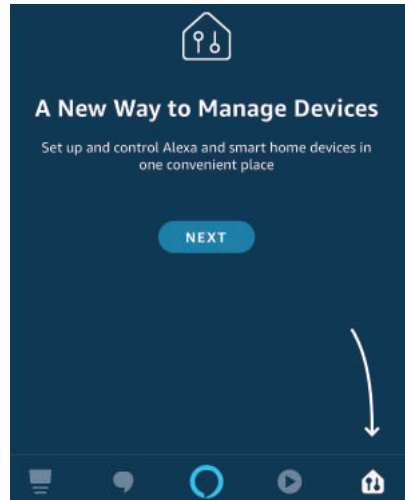 A New Way to Manage Devices
Set up and control Alexa and smart home devices in
one convenient place
NEXT